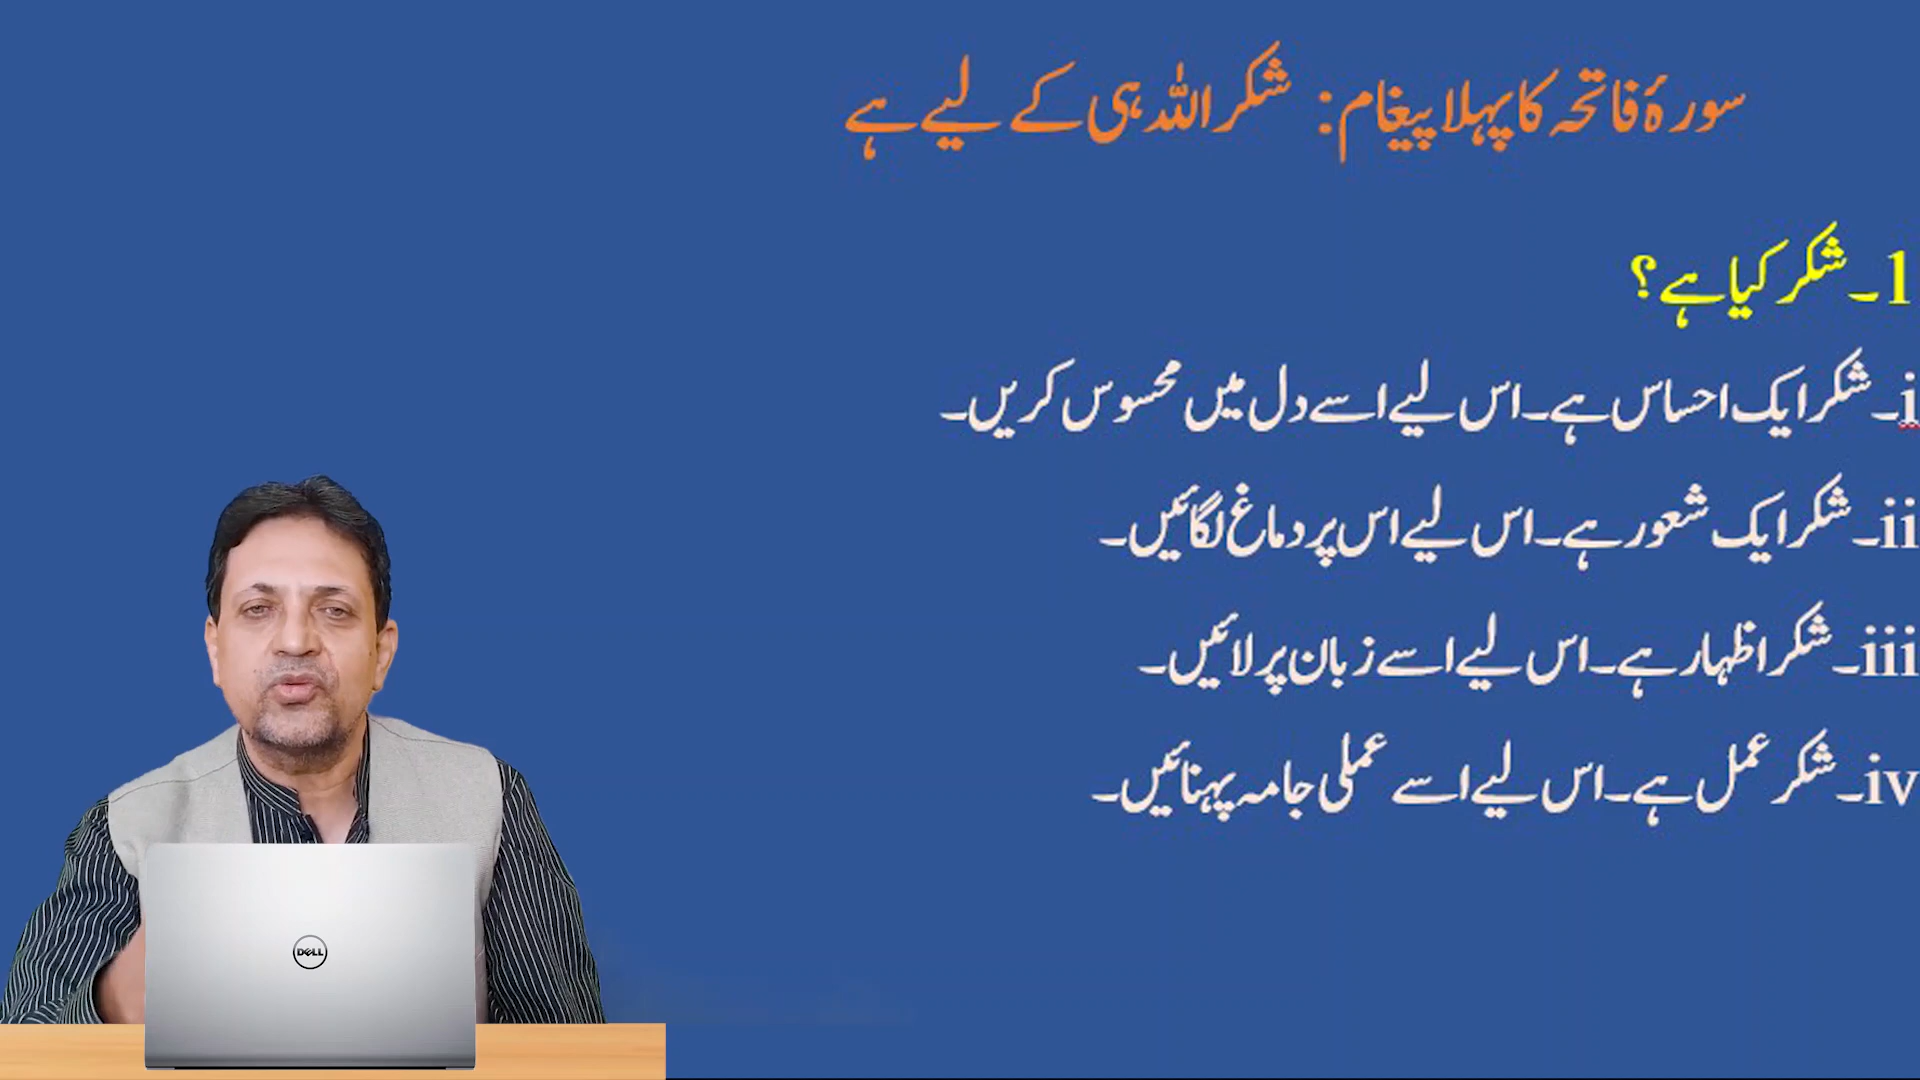 سورۂ فاتحہ کا پہلا پیغام: شکر اللہ ہی کے لیے ہے
1۔ شکر کیا ہے؟
i۔ شکر ایک احساس ہے۔ اس لیے اسے دل میں محسوس کریں۔
ii۔ شکر ایک شعور ہے۔ اس لیے اس پر دماغ لگائیں۔
iii۔ شکر اظہار ہے۔ اس لیے اسے زبان پر لائیں۔
iv۔ شکر عمل ہے۔ اس لیے اسے عملی جامہ پہنائیں۔
DELL